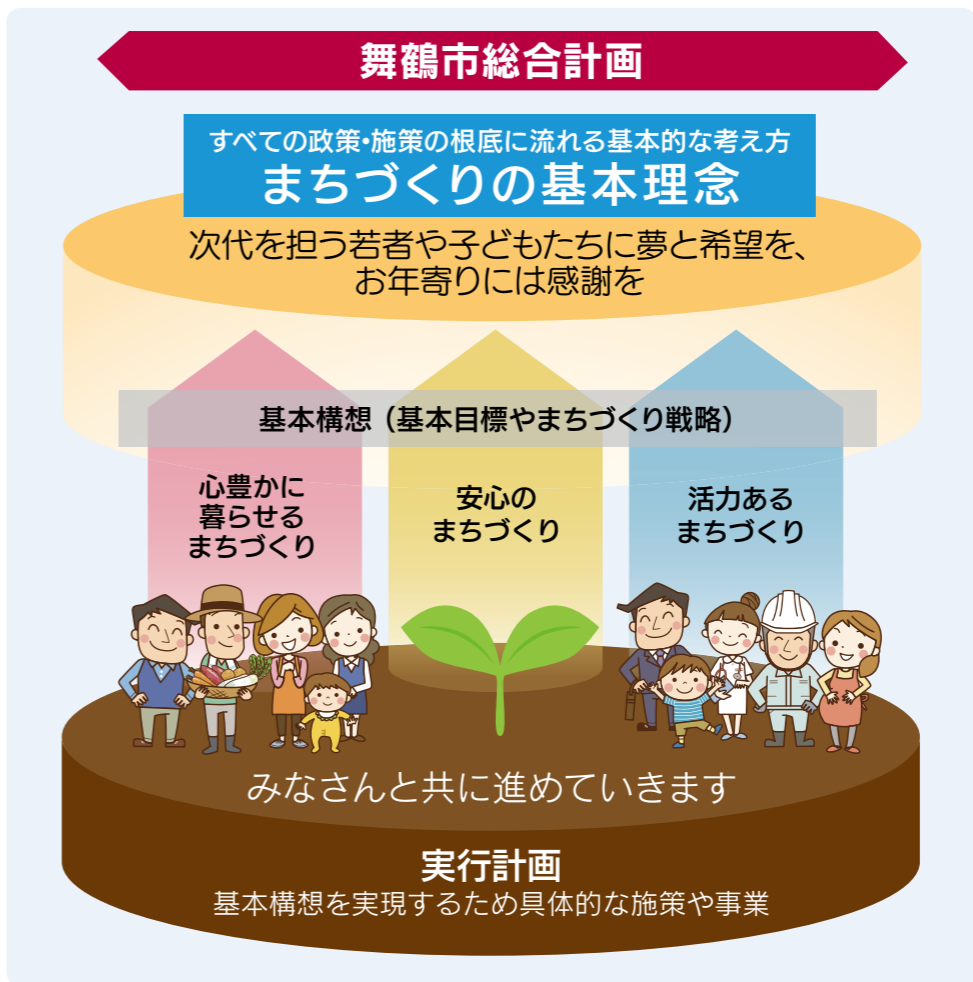 舞鶴市総合計画
すべての政策・施策の根底に流れる基本的な考え方
まちづくりの基本理念
次代を担う若者や子どもたちに夢と希望を、
お年寄りには感謝を
基本構想（基本目標やまちづくり戦略）
心豊かに
暮らせる
まちづくり
安心の
まちづくり
活力ある
まちづくり
みなさんと共に進めていきます
実行計画
基本構想を実現するため具体的な施策や事業